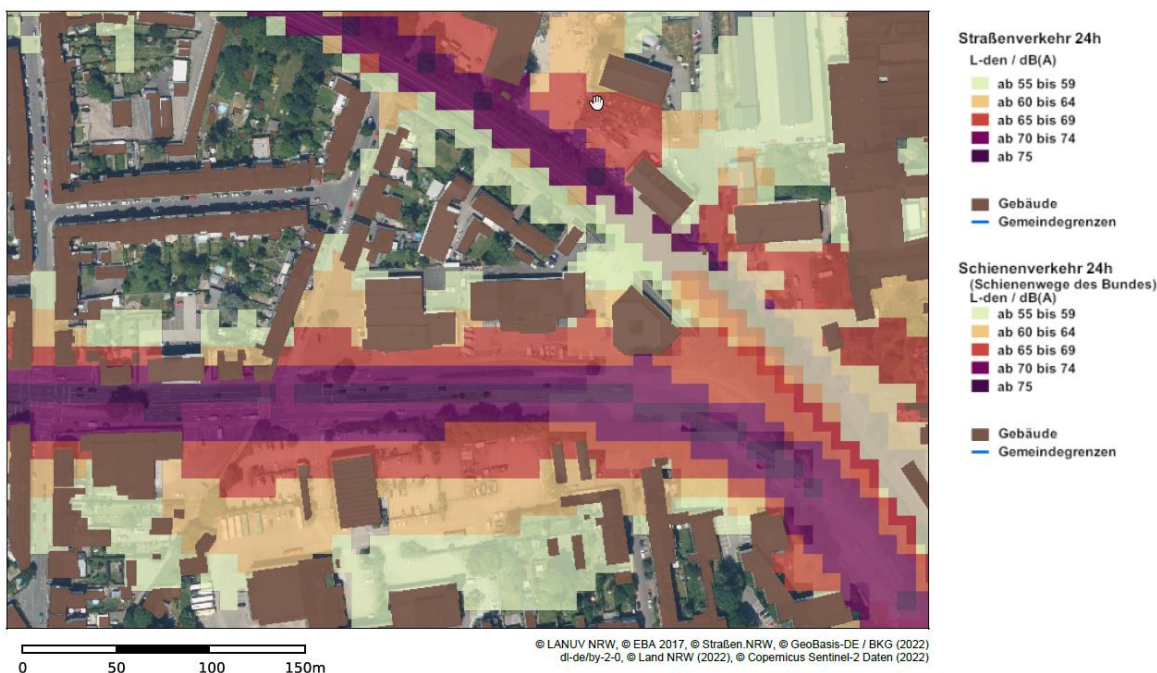 Straßenverkehr 24h
L-den / dB(A)
ab 55 bis 59
ab 60 bis 64
ab 65 bis 69
ab 70 bis 74
ab 75
Gebäude
Gemeindegrenzen
Schienenverkehr 24h
(Schienenwege des Bundes)
L-den / dB(A)
ab 55 bis 59
ab 60 bis 64
ab 65 bis 69
ab 70 bis 74
ab 75
Gebäude
Gemeindegrenzen
0 50 100 150m
© LANUV NRW, © EBA 2017, © Straßen.NRW, © GeoBasis-DE / BKG (2022)
dl-de/by-2-0, © Land NRW (2022), © Copernicus Sentinel-2 Daten (2022)